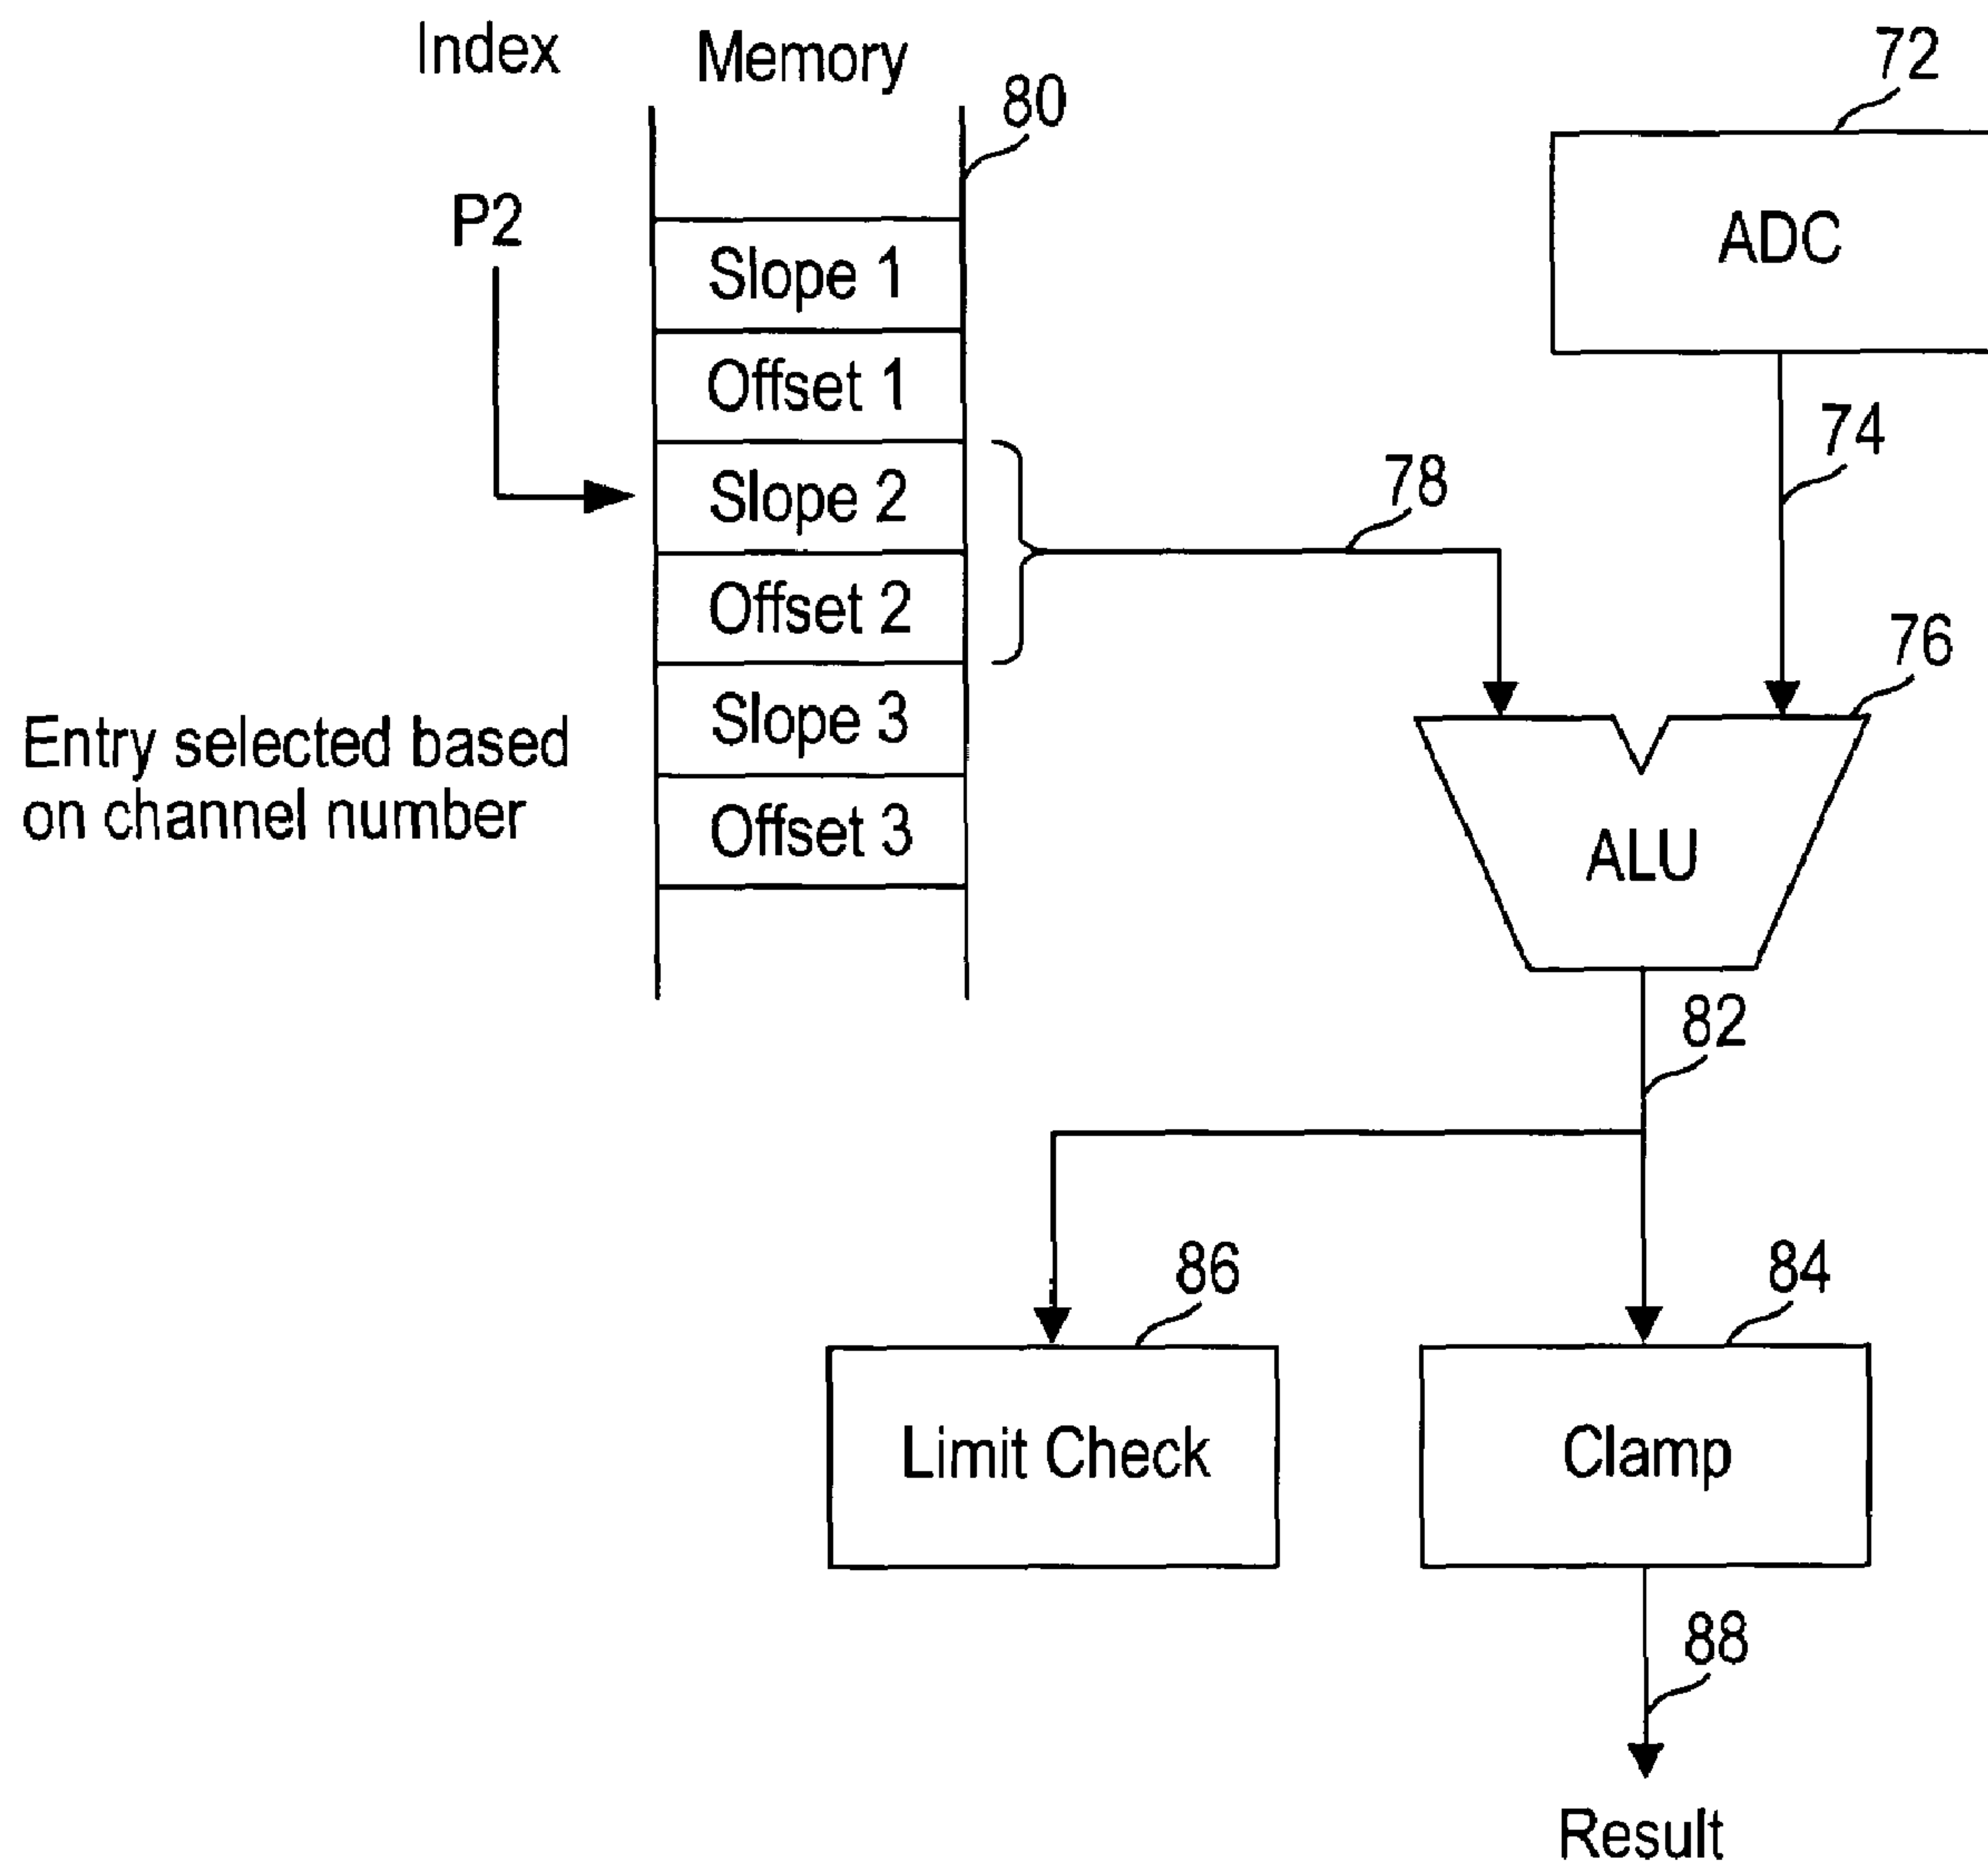 Index
Memory
80
72
P2
ADC
Slope 1
Offset 1
74
78
Slope 2
Offset 2
76
Slope 3
Entry selected based
on channel number
Offset 3
ALU
82
86
84
Limit Check
Clamp
88
Result